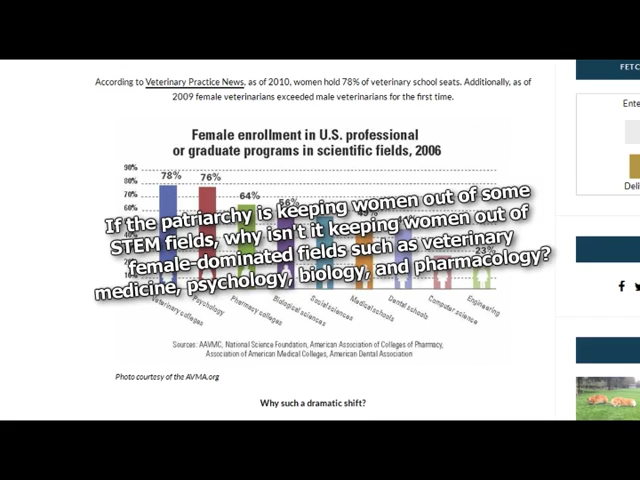 FETC
According to Veterinary Practice News, as of 2010, women hold 78% of veterinary school seats. Additionally, as of
2009 female veterinarians exceeded male veterinarians for the first time.
Ente
Deli
Female enrollment in U.S. professional
or graduate programs in scientific fields, 2006
90%
80%
70%
60%
78%
76%
64%
56%
23%
If the patriarchy is keeping women out of some
STEM fields, why isn't it keeping women out of
female-dominated fields such as veterinary
medicine, psychology, biology, and pharmacology?
Veterinary colleges
Psychology
Pharmacy colleges
Biological sciences
Social sciences
Medical schools
Dental schools
Computer science
Engineering
Sources: AAVMC, National Science Foundation, American Association of Colleges of Pharmacy,
Association of American Medical Colleges, American Dental Association
Photo courtesy of the AVMA.org
Why such a dramatic shift?